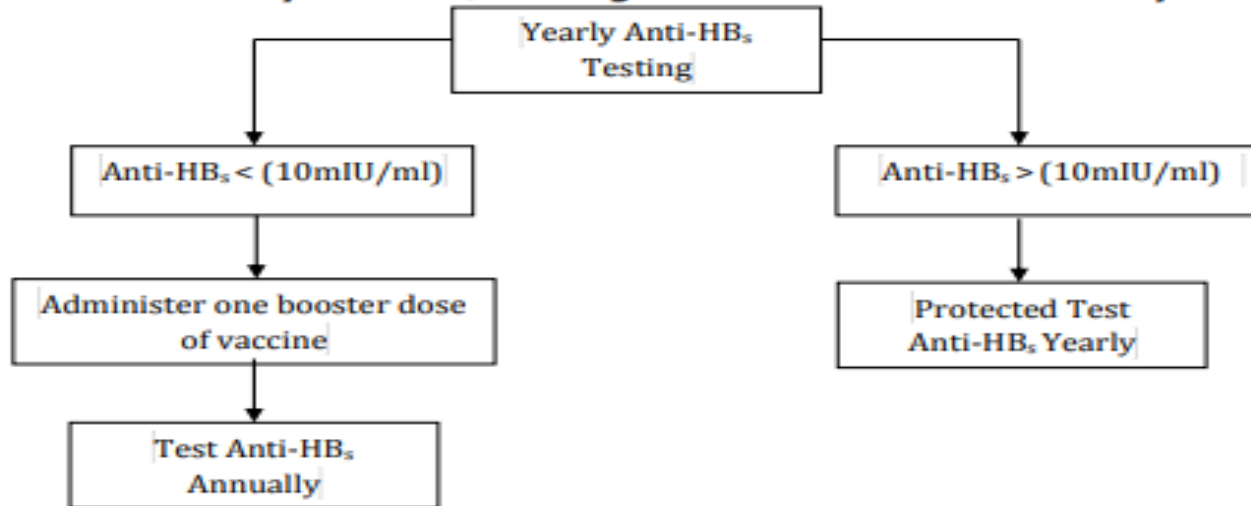 Yearly Anti-HBₛ
Testing
Anti-HBₛ < (10mIU/ml)
Anti-HBₛ > (10mIU/ml)
Administer one booster dose
of vaccine
Protected Test
Anti-HBₛ Yearly
Test Anti-HBₛ
Annually